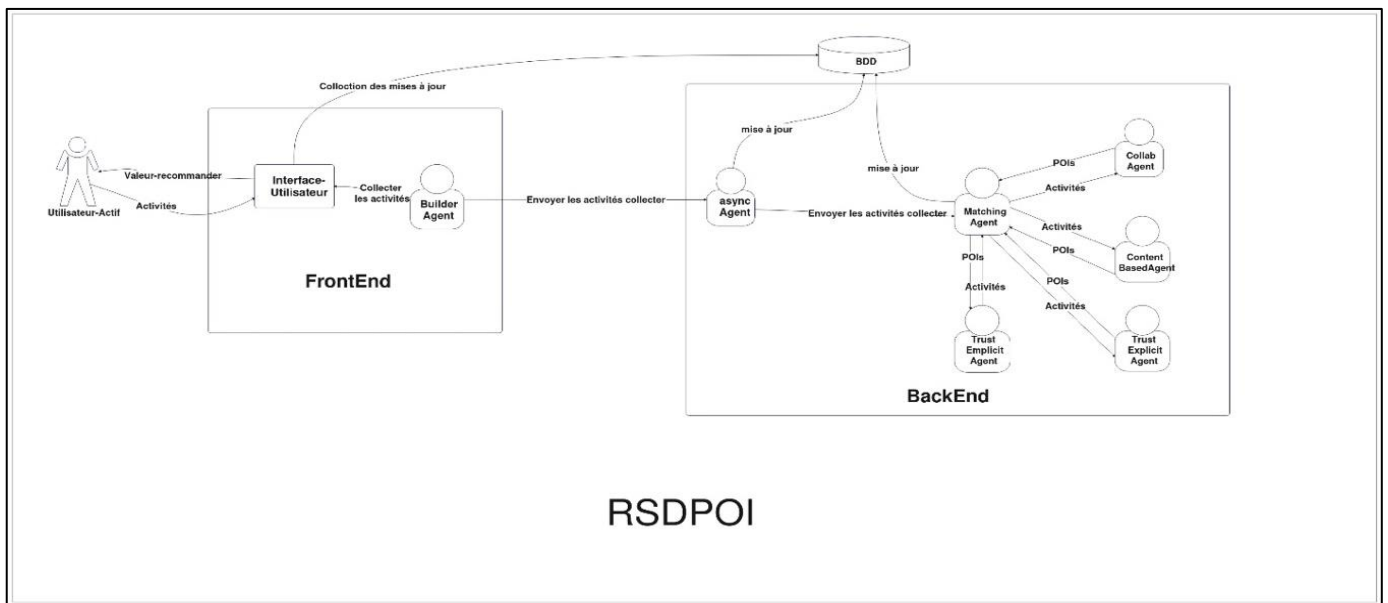 BDD
Colloction des mises à jour
mise à jour
mise à jour
Collab
Agent
POIs
Activités
Valeur-recommander
Activités
Utilisateur-Actif
Interface-
Utilisateur
Collecter
les activités
Builder
Agent
Envoyer les activités collecter
async
Agent
Envoyer les activités collecter
Matching
Agent
Activités
POIs
Content
BasedAgent
POIs
Activités
POIs
Activités
Trust
Emplicit
Agent
Trust
Explicit
Agent
FrontEnd
BackEnd
RSDPOI